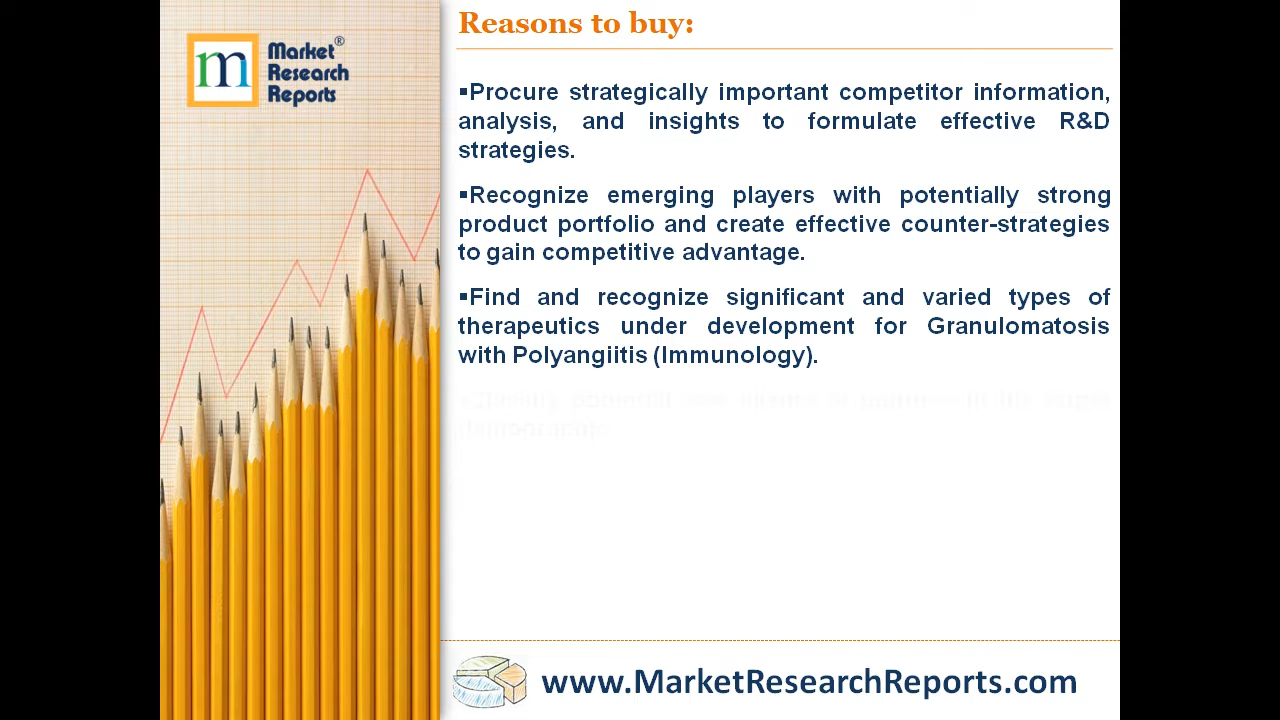 Market®
Research
Reports
m
Reasons to buy:
▪Procure strategically important competitor information,
analysis, and insights to formulate effective R&D
strategies.
▪Recognize emerging players with potentially strong
product portfolio and create effective counter-strategies
to gain competitive advantage.
▪Find and recognize significant and varied types of
therapeutics under development for Granulomatosis
with Polyangiitis (Immunology).
www.MarketResearchReports.com